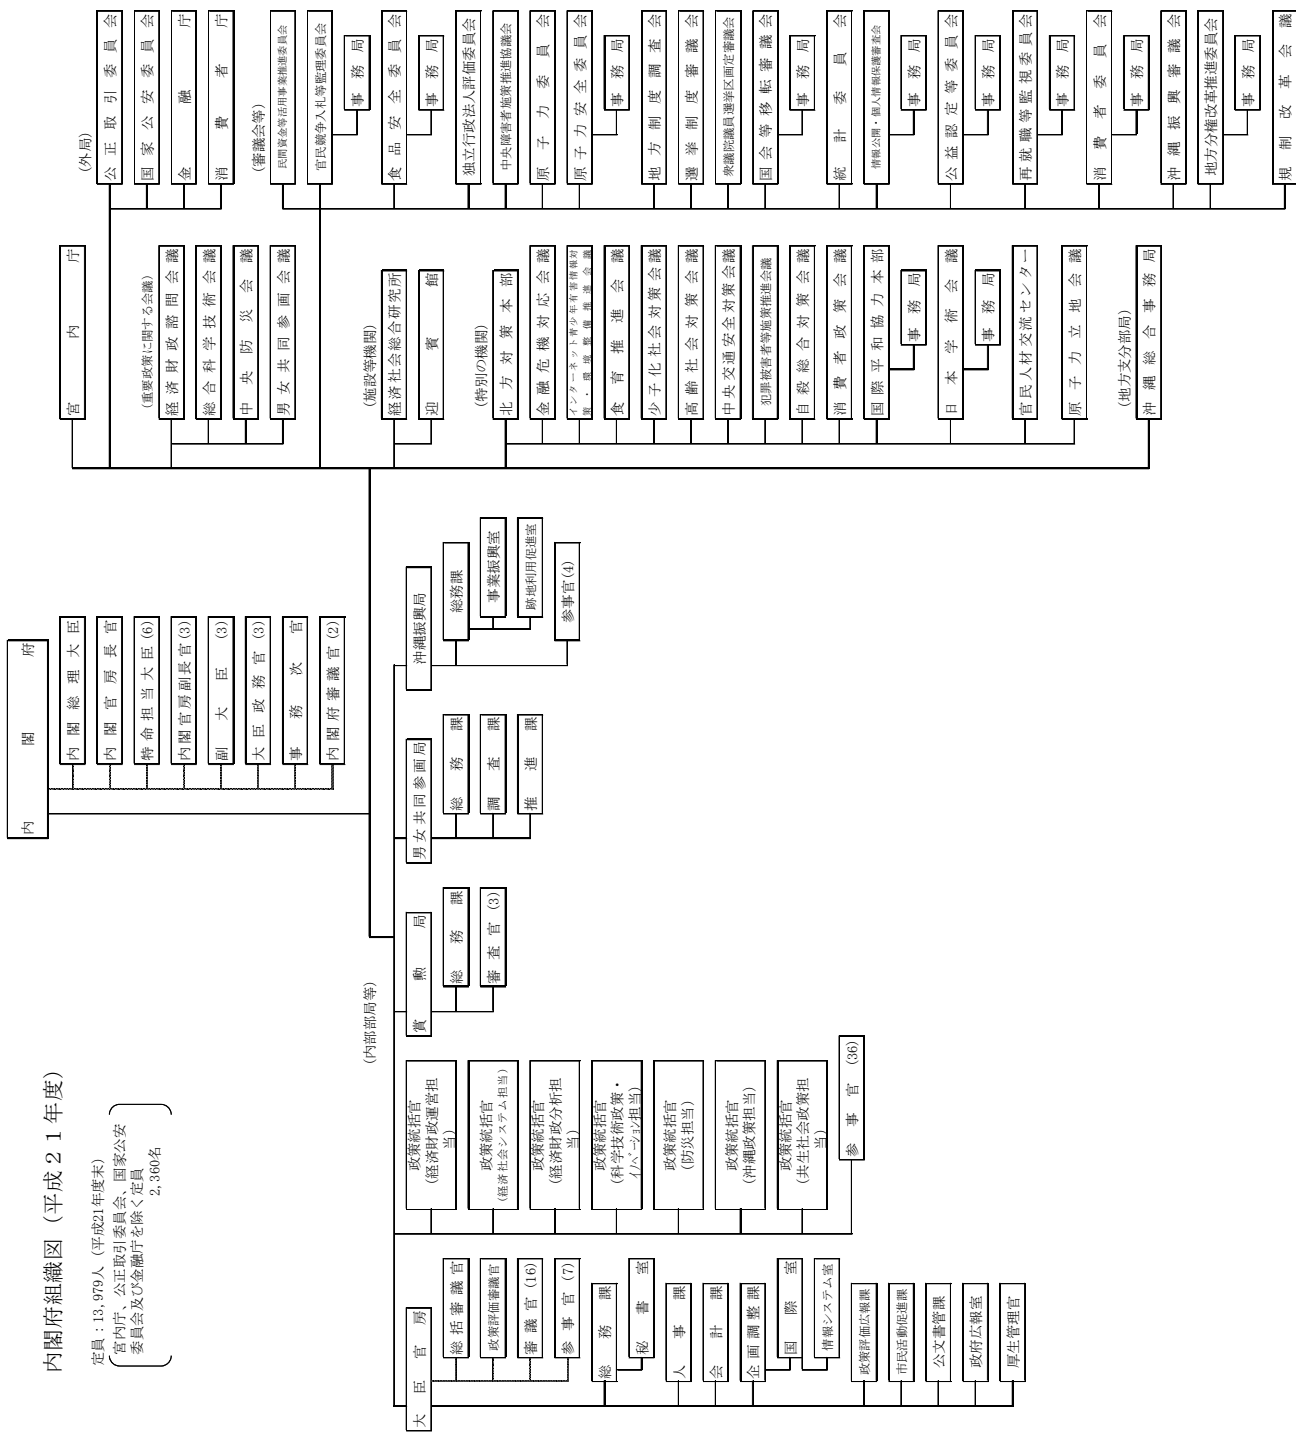 内閣府組織図（平成２１年度）
定員：13,979人（平成21年度末）
宮内庁、公正取引委員会、国家公安
委員会及び金融庁を除く定員
2,360名
内閣府
内閣総理大臣
内閣官房長官
特命担当大臣(6)
内閣官房副長官(3)
副大臣(3)
大臣政務官(3)
事務次官
内閣府審議官(2)
(内部部局等)
大臣官房
総括審議官
政策評価審議官
審議官(16)
参事官(7)
総務課
秘書室
人事課
会計課
企画調整課
国際室
情報システム室
政策評価広報課
市民活動促進課
公文書管課
政府広報室
厚生管理官
政策統括官
(経済財政運営担
当)
政策統括官
(経済社会システム担当)
政策統括官
(経済財政分析担
当)
政策統括官
(科学技術政策・
イノベーション担当)
政策統括官
(防災担当)
政策統括官
(沖縄政策担当)
政策統括官
(共生社会政策担
当)
参事官(36)
賞勲局
総務課
審査官(3)
男女共同参画局
総務課
調査課
推進課
沖縄振興局
総務課
事業振興室
跡地利用促進室
参事官(4)
宮内庁
(重要政策に関する会議)
経済財政諮問会議
総合科学技術会議
中央防災会議
男女共同参画会議
(施設等機関)
経済社会総合研究所
迎賓館
(特別の機関)
北方対策本部
金融危機対応会議
インターネット青少年有害情報対
策・環境整備推進会議
食育推進会議
少子化社会対策会議
高齢社会対策会議
中央交通安全対策会議
犯罪被害者等施策推進会議
自殺総合対策会議
消費者政策会議
国際平和協力本部
事務局
日本学術会議
事務局
官民人材交流センター
原子力立地会議
(地方支分部局)
沖縄総合事務局
(外局)
公正取引委員会
国家公安委員会
金融庁
消費者庁
(審議会等)
民間資金等活用事業推進委員会
官民競争入札等監理委員会
事務局
食品安全委員会
事務局
独立行政法人評価委員会
中央障害者施策推進協議会
原子力委員会
原子力安全委員会
事務局
地方制度調査会
選挙制度審議会
衆議院議員選挙区画定審議会
国会等移転審議会
事務局
統計委員会
情報公開・個人情報保護審査会
事務局
公益認定等委員会
事務局
再就職等監視委員会
事務局
消費者委員会
事務局
沖縄振興審議会
地方分権改革推進委員会
事務局
規制改革会議